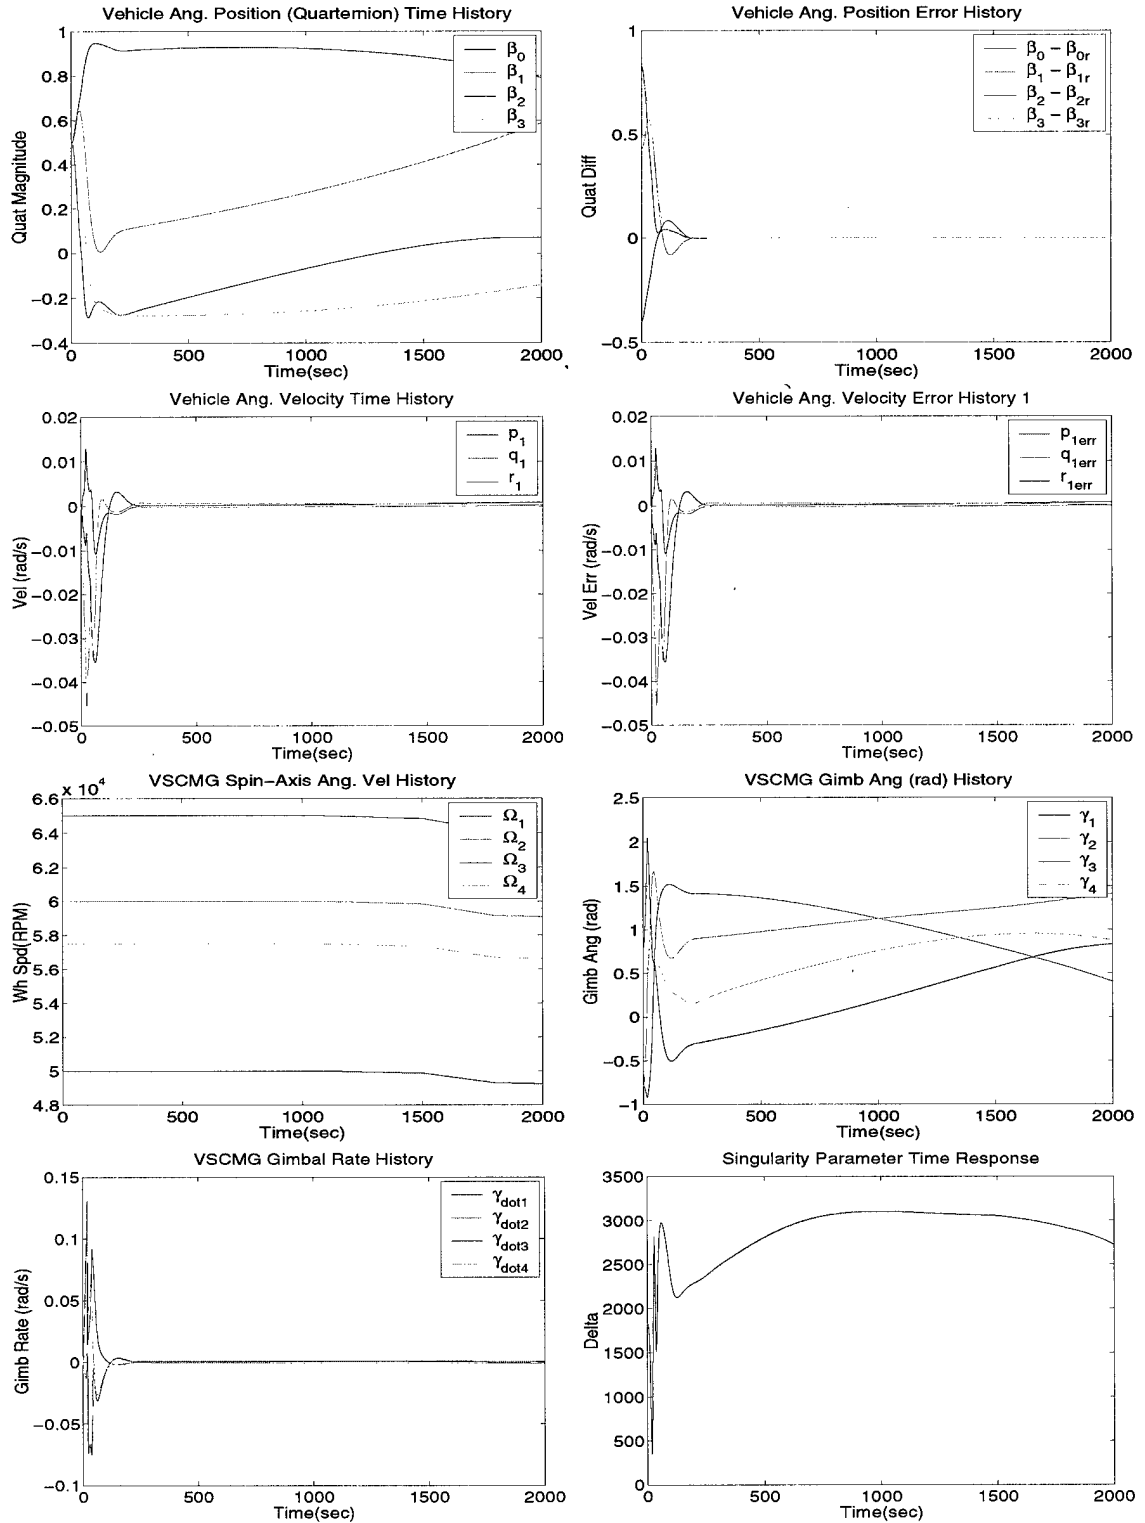 Vehicle Ang. Position (Quarternion) Time History
1
0.8
0.6
0.4
0.2
0
−0.2
−0.4
Quat Magnitude
β0
β1
β2
β3
0 500 1000 1500 2000
Time(sec)
Vehicle Ang. Position Error History
1
0.5
0
−0.5
Quat Diff
β0 − β0r
β1 − β1r
β2 − β2r
β3 − β3r
0 500 1000 1500 2000
Time(sec)
Vehicle Ang. Velocity Time History
0.02
0.01
0
−0.01
−0.02
−0.03
−0.04
−0.05
Vel (rad/s)
p1
q1
r1
0 500 1000 1500 2000
Time(sec)
Vehicle Ang. Velocity Error History 1
0.02
0.01
0
−0.01
−0.02
−0.03
−0.04
−0.05
Vel Err (rad/s)
p1err
q1err
r1err
0 500 1000 1500 2000
Time(sec)
VSCMG Spin−Axis Ang. Vel History
x 10^4
6.6
6.4
6.2
6
5.8
5.6
5.4
5.2
5
4.8
Wh Spd(RPM)
Ω1
Ω2
Ω3
Ω4
0 500 1000 1500 2000
Time(sec)
VSCMG Gimb Ang (rad) History
2.5
2
1.5
1
0.5
0
−0.5
−1
Gimb Ang (rad)
γ1
γ2
γ3
γ4
0 500 1000 1500 2000
Time(sec)
VSCMG Gimbal Rate History
0.15
0.1
0.05
0
−0.05
−0.1
Gimb Rate (rad/s)
γdot1
γdot2
γdot3
γdot4
0 500 1000 1500 2000
Time(sec)
Singularity Parameter Time Response
3500
3000
2500
2000
1500
1000
500
0
Delta
0 500 1000 1500 2000
Time(sec)